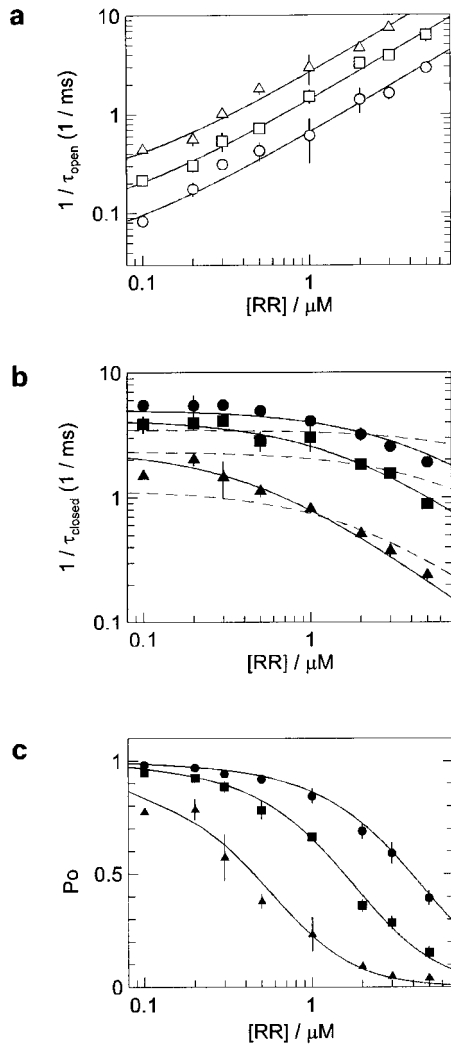 a
10
1
0.1
1 / τopen (1 / ms)
0.1
1
[RR] / μM
b
10
1
0.1
1 / τclosed (1 / ms)
0.1
1
[RR] / μM
c
1
0.5
0
Po
0.1
1
[RR] / μM